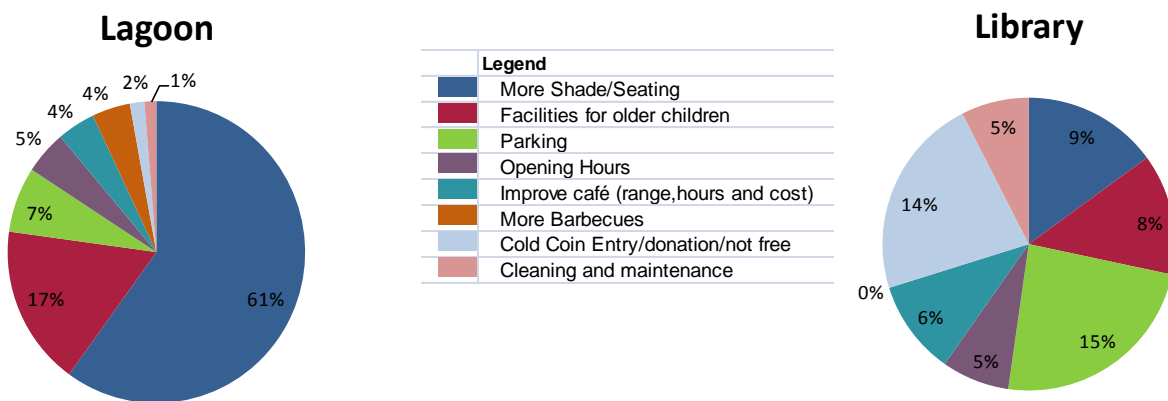 Lagoon
61%
17%
7%
5%
4%
4%
2%
1%
Legend
More Shade/Seating
Facilities for older children
Parking
Opening Hours
Improve café (range,hours and cost)
More Barbecues
Cold Coin Entry/donation/not free
Cleaning and maintenance
Library
9%
8%
15%
5%
6%
0%
14%
5%